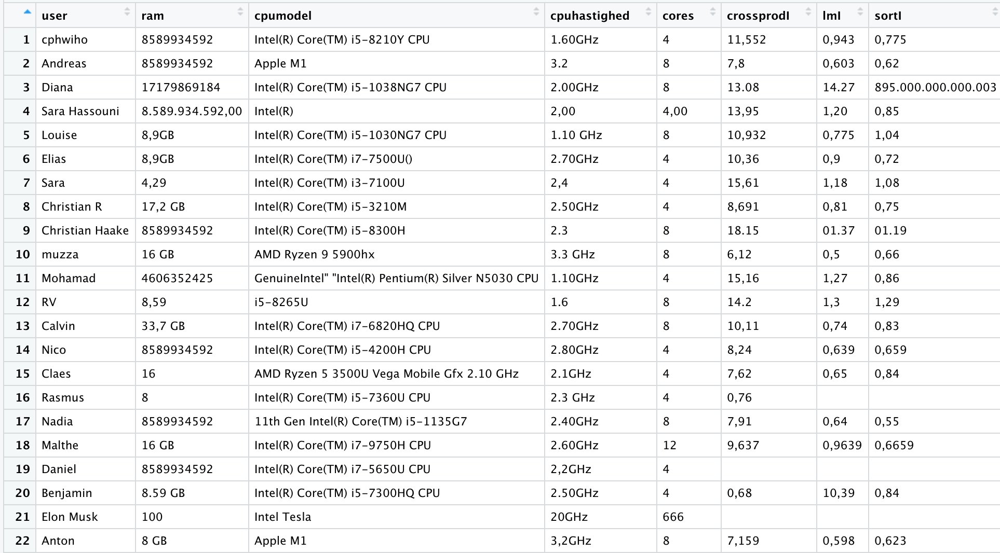 user ram cpumodel cpuhastighed cores crossprodI lmI sortI
1 cphwiho 8589934592 Intel(R) Core(TM) i5-8210Y CPU 1.60GHz 4 11,552 0,943 0,775
2 Andreas 8589934592 Apple M1 3.2 8 7,8 0,603 0,62
3 Diana 17179869184 Intel(R) Core(TM) i5-1038NG7 CPU 2.00GHz 8 13.08 14.27 895.000.000.000.003
4 Sara Hassouni 8.589.934.592,00 Intel(R) 2,00 4,00 13,95 1,20 0,85
5 Louise 8,9GB Intel(R) Core(TM) i5-1030NG7 CPU 1.10 GHz 8 10,932 0,775 1,04
6 Elias 8,9GB Intel(R) Core(TM) i7-7500U() 2.70GHz 4 10,36 0,9 0,72
7 Sara 4,29 Intel(R) Core(TM) i3-7100U 2,4 4 15,61 1,18 1,08
8 Christian R 17,2 GB Intel(R) Core(TM) i5-3210M 2.50GHz 4 8,691 0,81 0,75
9 Christian Haake 8589934592 Intel(R) Core(TM) i5-8300H 2.3 8 18.15 01.37 01.19
10 muzza 16 GB AMD Ryzen 9 5900hx 3.3 GHz 8 6,12 0,5 0,66
11 Mohamad 4606352425 GenuineIntel" "Intel(R) Pentium(R) Silver N5030 CPU 1.10GHz 4 15,16 1,27 0,86
12 RV 8,59 i5-8265U 1.6 8 14.2 1,3 1,29
13 Calvin 33,7 GB Intel(R) Core(TM) i7-6820HQ CPU 2.70GHz 8 10,11 0,74 0,83
14 Nico 8589934592 Intel(R) Core(TM) i5-4200H CPU 2.80GHz 4 8,24 0,639 0,659
15 Claes 16 AMD Ryzen 5 3500U Vega Mobile Gfx 2.10 GHz 2.1GHz 4 7,62 0,65 0,84
16 Rasmus 8 Intel(R) Core(TM) i5-7360U CPU 2.3 GHz 4 0,76
17 Nadia 8589934592 11th Gen Intel(R) Core(TM) i5-1135G7 2.40GHz 8 7,91 0,64 0,55
18 Malthe 16 GB Intel(R) Core(TM) i7-9750H CPU 2.60GHz 12 9,637 0,9639 0,6659
19 Daniel 8589934592 Intel(R) Core(TM) i7-5650U CPU 2,2GHz 4
20 Benjamin 8.59 GB Intel(R) Core(TM) i5-7300HQ CPU 2.50GHz 4 0,68 10,39 0,84
21 Elon Musk 100 Intel Tesla 20GHz 666
22 Anton 8 GB Apple M1 3,2GHz 8 7,159 0,598 0,623